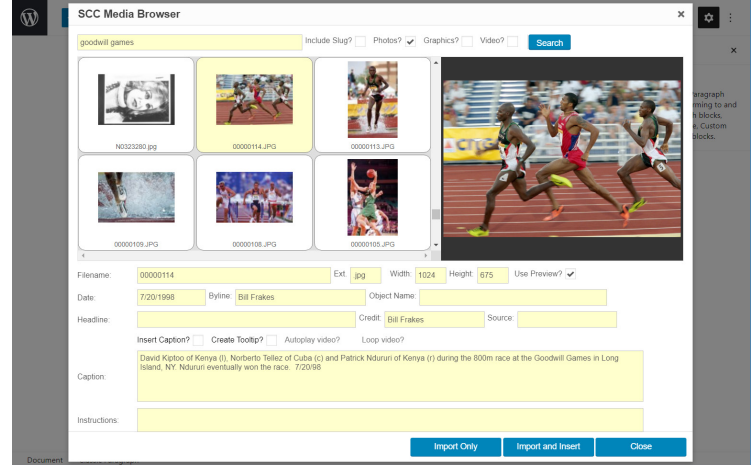 SCC Media Browser
×
goodwill games
Include Slug? Photos? Graphics? Video? Search
N0323280.jpg 00000114.JPG 00000113.JPG
00000109.JPG 00000108.JPG 00000105.JPG
Filename: 00000114 Ext. jpg Width: 1024 Height: 675 Use Preview?
Date: 7/20/1998 Byline: Bill Frakes Object Name:
Headline: Credit: Bill Frakes Source:
Insert Caption? Create Tooltip? Autoplay video? Loop video?
Caption: David Kiptoo of Kenya (l), Norberto Tellez of Cuba (c) and Patrick Ndururi of Kenya (r) during the 800m race at the Goodwill Games in Long
Island, NY. Ndururi eventually won the race. 7/20/98
Instructions:
Import Only Import and Insert Close
×
Paragraph
rming to and
h blocks.
e. Custom
blocks.
Document